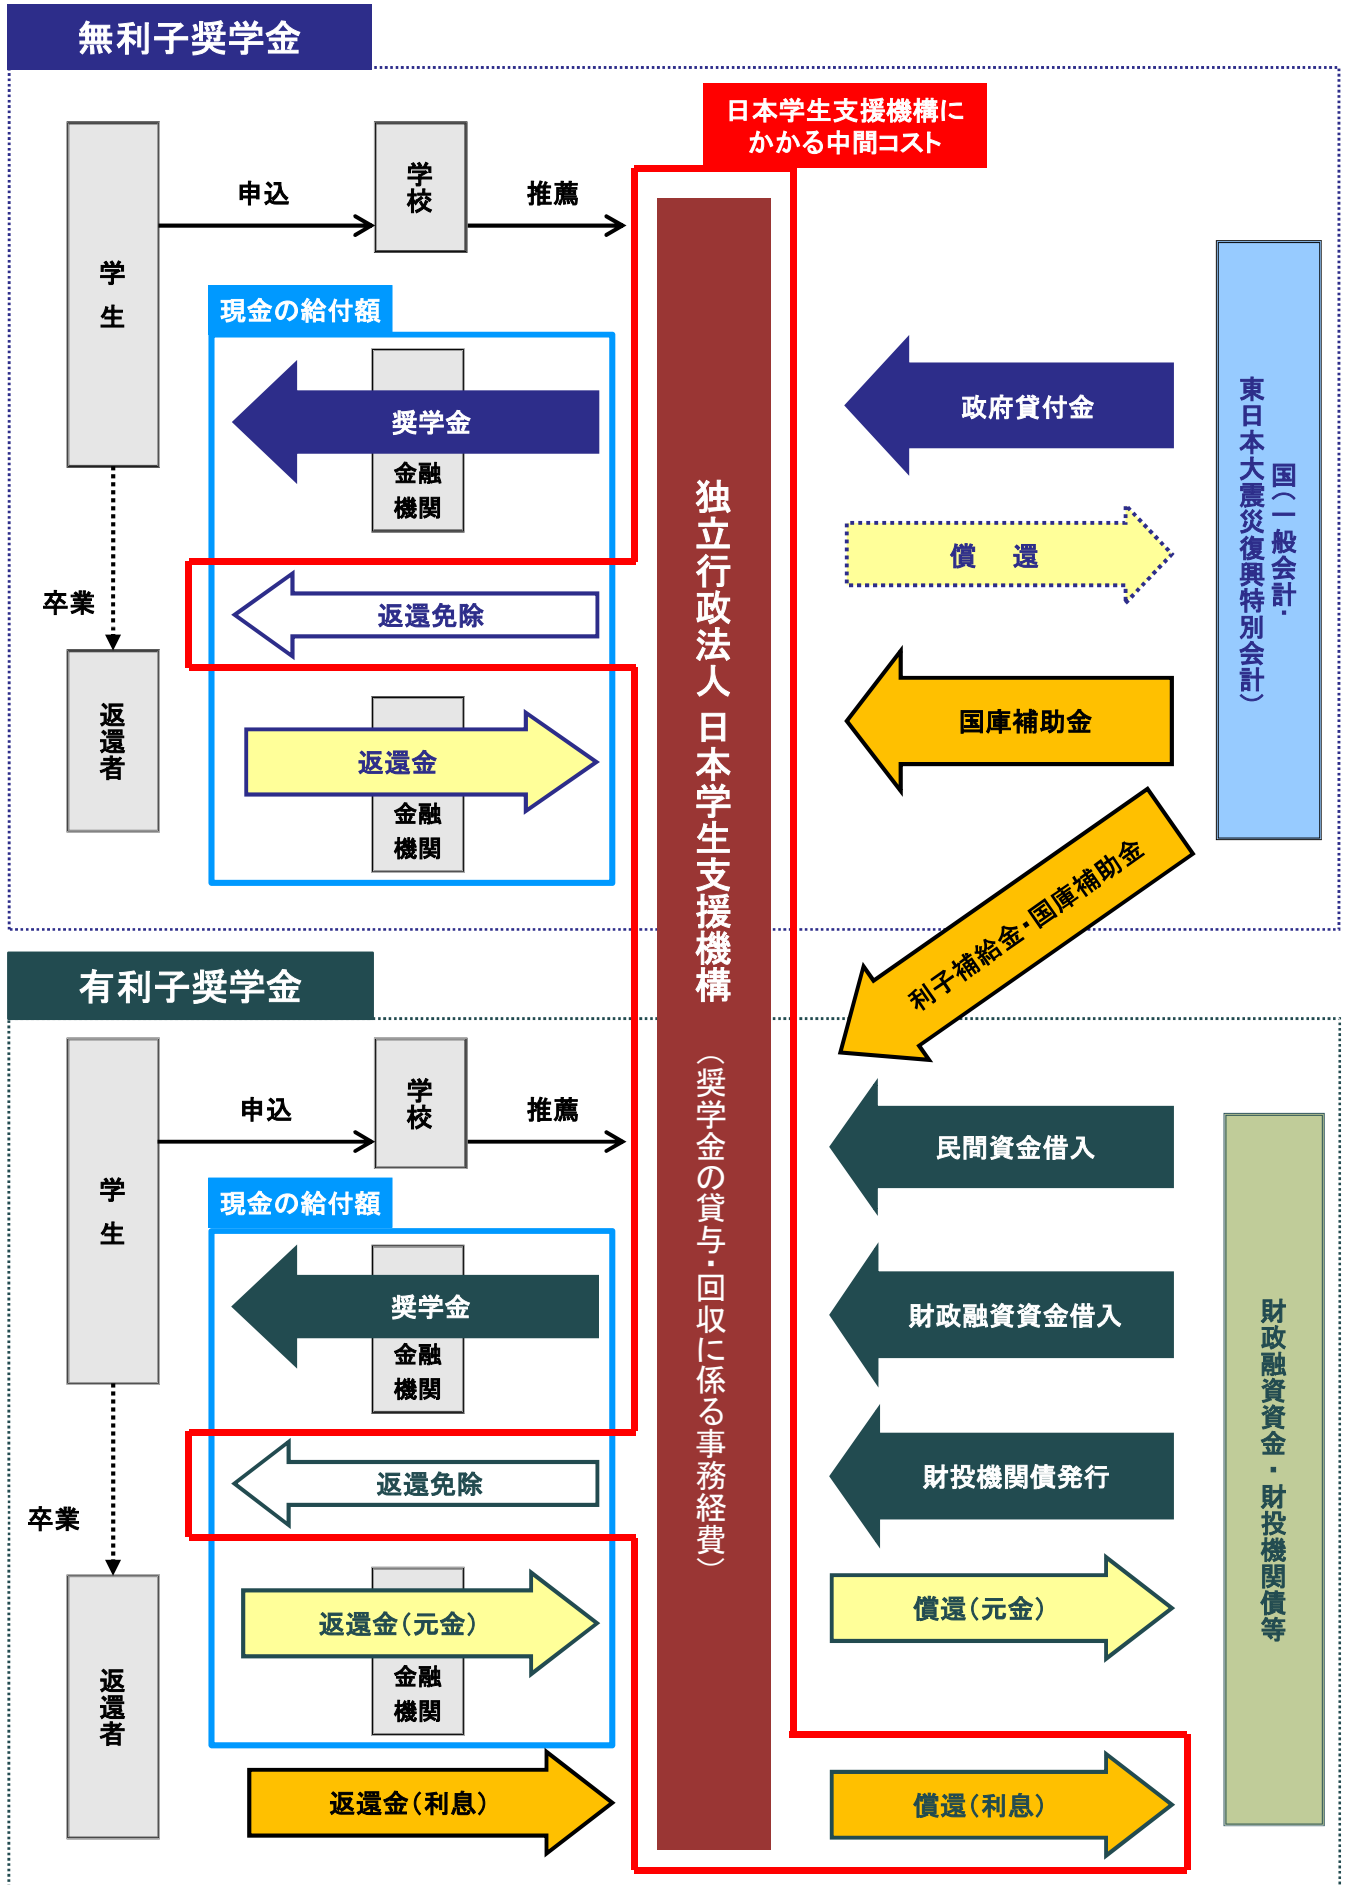 無利子奨学金
日本学生支援機構に
かかる中間コスト
学生
申込
学校
推薦
現金の給付額
奨学金
金融
機関
返還免除
卒業
返還者
返還金
金融
機関
独立行政法人 日本学生支援機構 （奨学金の貸与・回収に係る事務経費）
政府貸付金
償　還
国庫補助金
国（一般会計・
東日本大震災復興特別会計）
利子補給金・国庫補助金
有利子奨学金
学生
申込
学校
推薦
現金の給付額
奨学金
金融
機関
返還免除
卒業
返還者
返還金（元金）
金融
機関
返還金（利息）
民間資金借入
財政融資資金借入
財投機関債発行
償還（元金）
償還（利息）
財政融資資金・財投機関債等